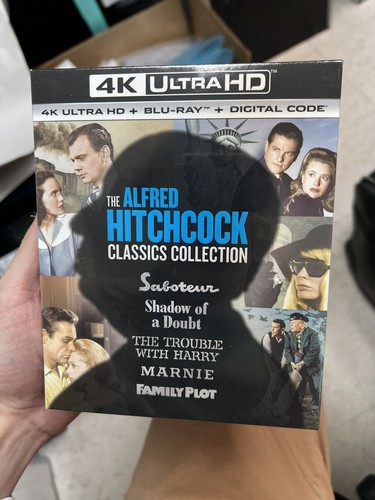 4K ULTRA HD™
4K ULTRA HD + BLU-RAY™ + DIGITAL CODE
THE ALFRED
HITCHCOCK
CLASSICS COLLECTION
Saboteur
Shadow of
a Doubt
THE TROUBLE
WITH HARRY
MARNIE
FAMILY PLOT